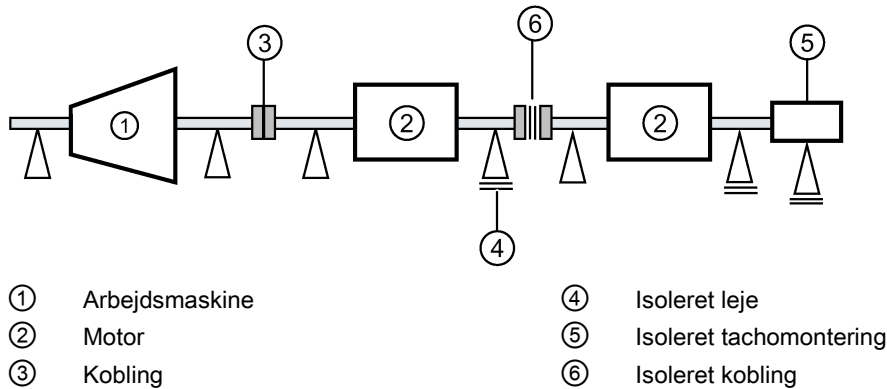 ③ ⑥ ⑤
① ② ②
④
① Arbejdsmaskine
② Motor
③ Kobling
④ Isoleret leje
⑤ Isoleret tachomontering
⑥ Isoleret kobling